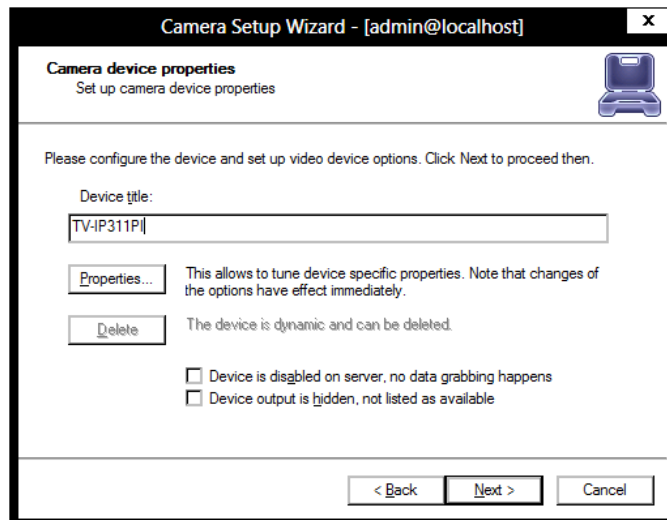 Camera Setup Wizard - [admin@localhost]
x
Camera device properties
Set up camera device properties
Please configure the device and set up video device options. Click Next to proceed then.
Device title:
TV-IP311PI
Properties...
This allows to tune device specific properties. Note that changes of
the options have effect immediately.
Delete
The device is dynamic and can be deleted.
Device is disabled on server, no data grabbing happens
Device output is hidden, not listed as available
< Back
Next >
Cancel